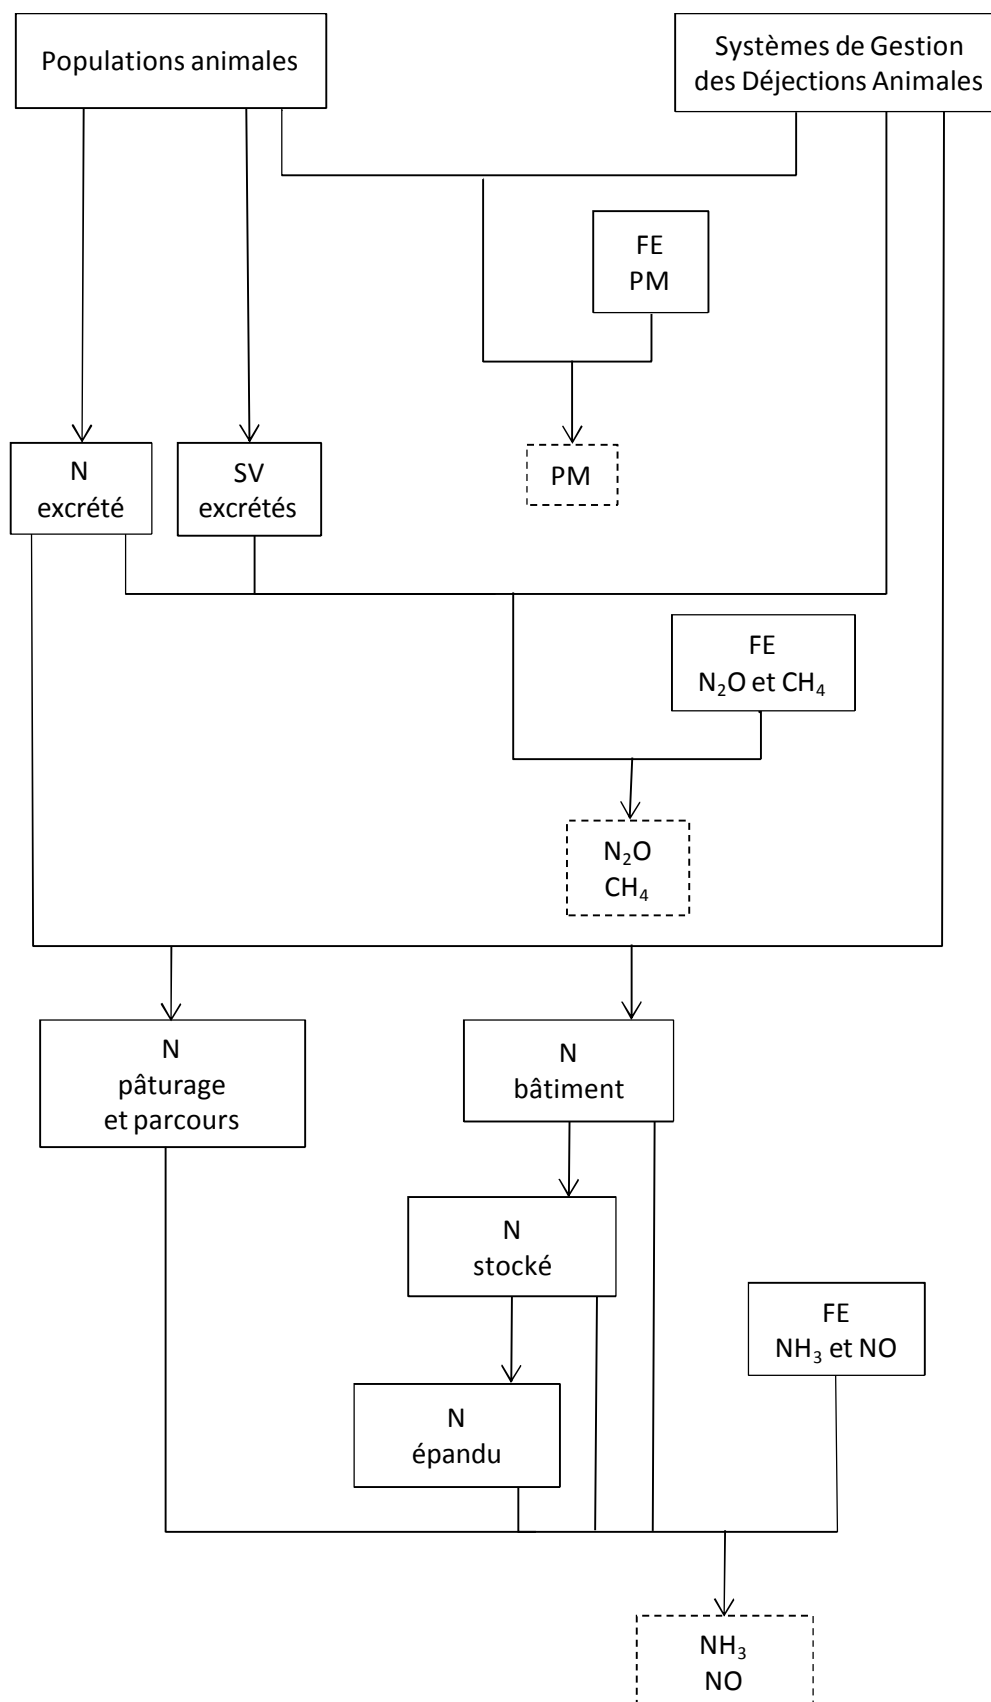 Populations animales
Systèmes de Gestion
des Déjections Animales
FE
PM
N
excrété
SV
excrétés
PM
FE
N₂O et CH₄
N₂O
CH₄
N
pâturage
et parcours
N
bâtiment
N
stocké
FE
NH₃ et NO
N
épandu
NH₃
NO